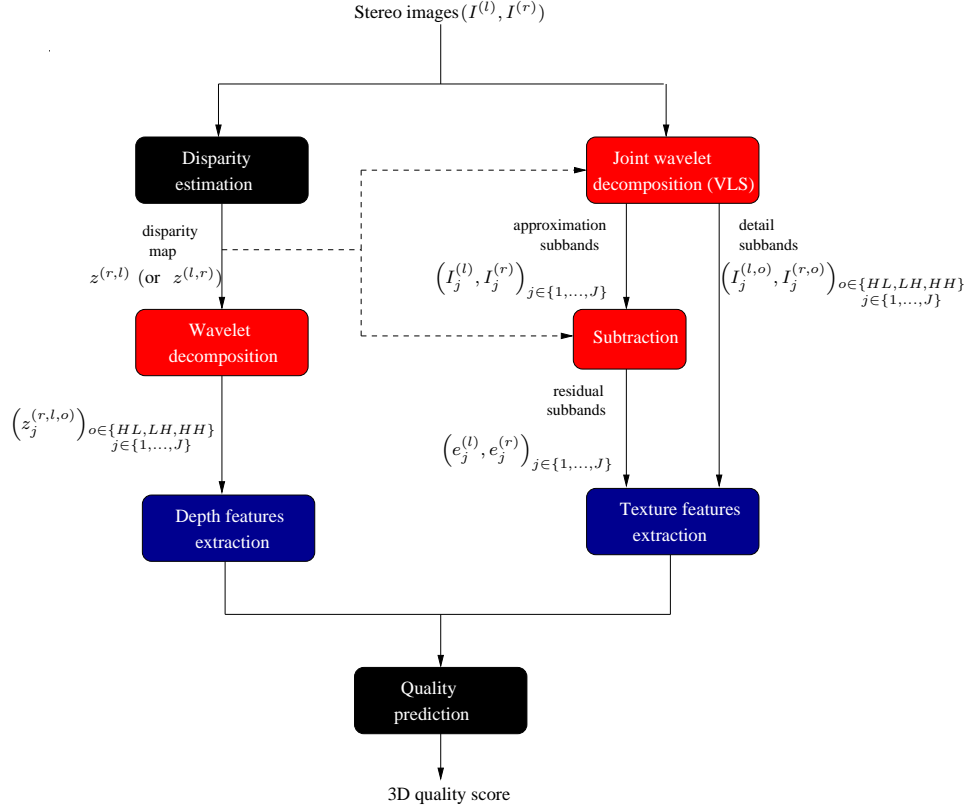 Stereo images (I^{(l)}, I^{(r)})
Disparity
estimation
Joint wavelet
decomposition (VLS)
disparity
map
z^{(r,l)} (or z^{(l,r)})
approximation
subbands
(I_j^{(l)}, I_j^{(r)})_{j∈{1,...,J}}
detail
subbands
(I_j^{(l,o)}, I_j^{(r,o)})_{o∈{HL,LH,HH}
j∈{1,...,J}}
Wavelet
decomposition
Subtraction
(z_j^{(r,l,o)})_{o∈{HL,LH,HH}
j∈{1,...,J}}
residual
subbands
(e_j^{(l)}, e_j^{(r)})_{j∈{1,...,J}}
Depth features
extraction
Texture features
extraction
Quality
prediction
3D quality score